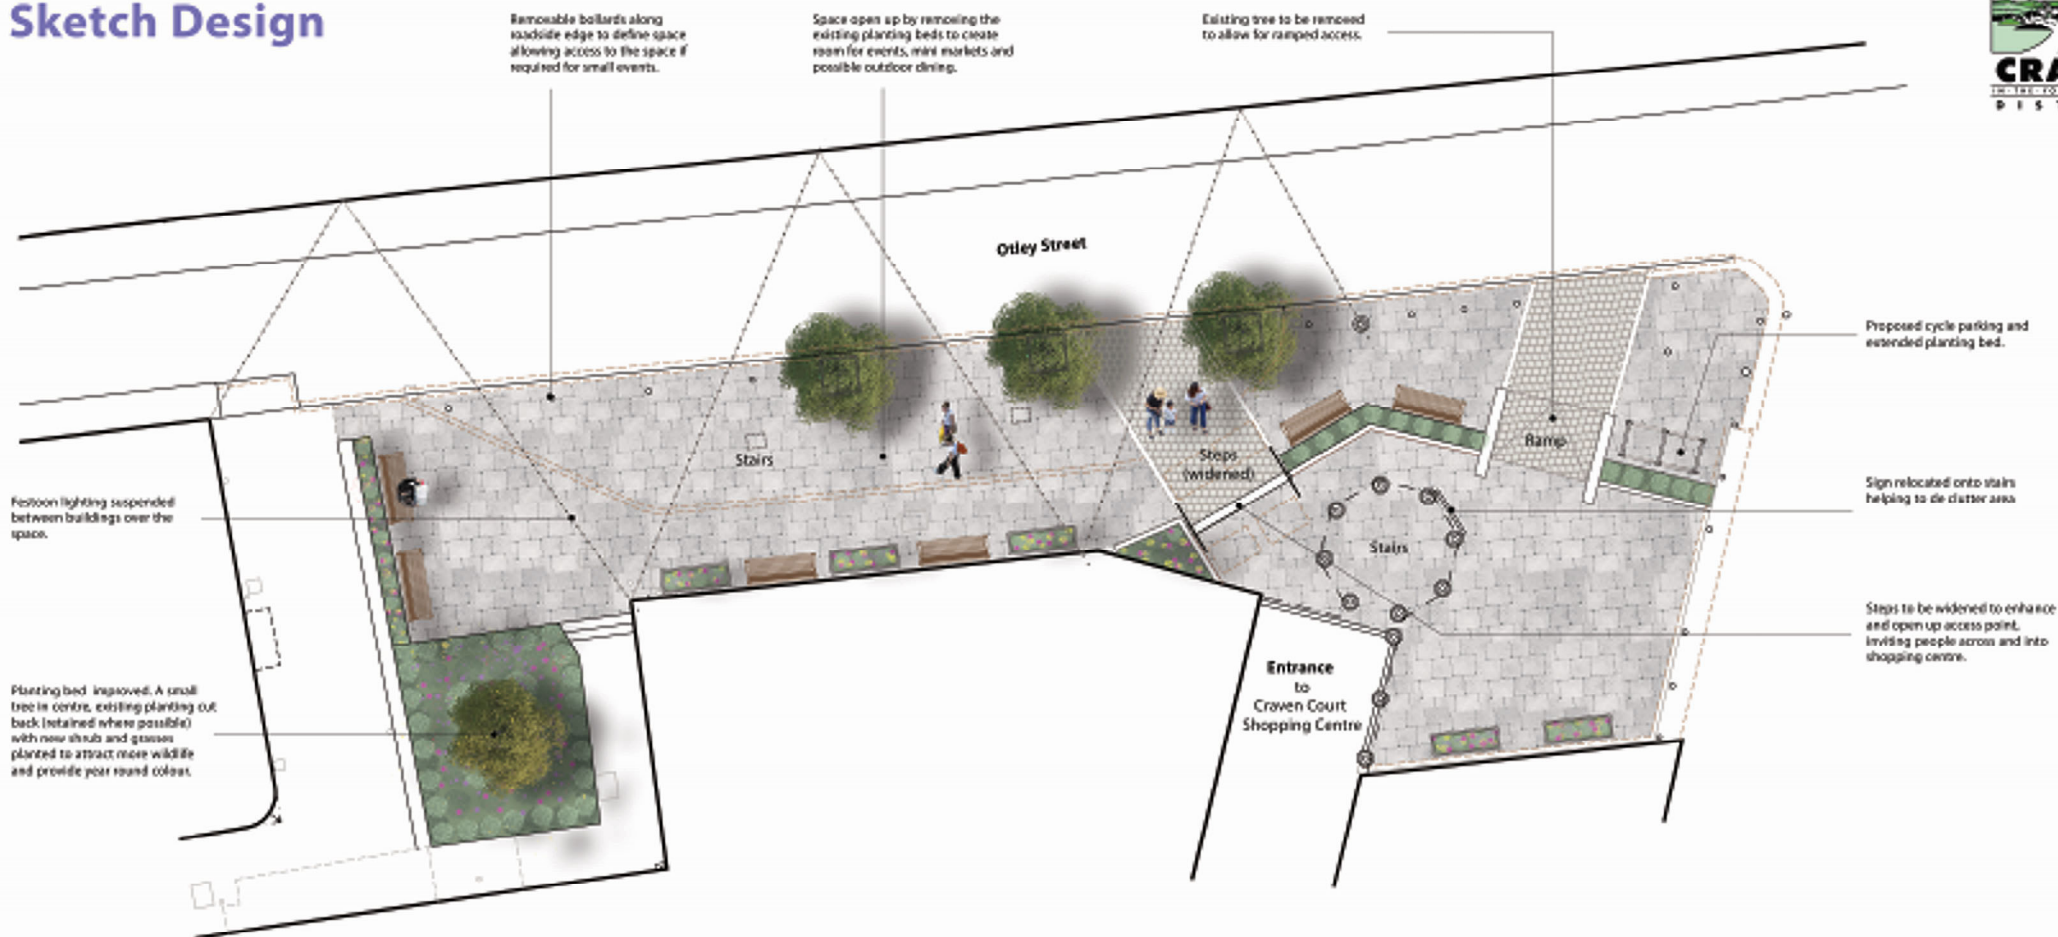 Sketch Design
Removable bollards along
roadside edge to define space
allowing access to the space if
required for small events.
Space open up by removing the
existing planting beds to create
room for events, mini markets and
possible outdoor dining.
Existing tree to be removed
to allow for ramped access.
CRA
DIST
Otley Street
Proposed cycle parking and
extended planting bed.
Stairs
Steps
(widened)
Ramp
Festoon lighting suspended
between buildings over the
space.
Sign relocated onto stairs
helping to de clutter area
Stairs
Steps to be widened to enhance
and open up access point,
inviting people across and into
shopping centre.
Entrance
to
Craven Court
Shopping Centre
Planting bed improved. A small
tree in centre, existing planting cut
back (retained where possible)
with new shrub and grasses
planted to attract more wildlife
and provide year round colour.